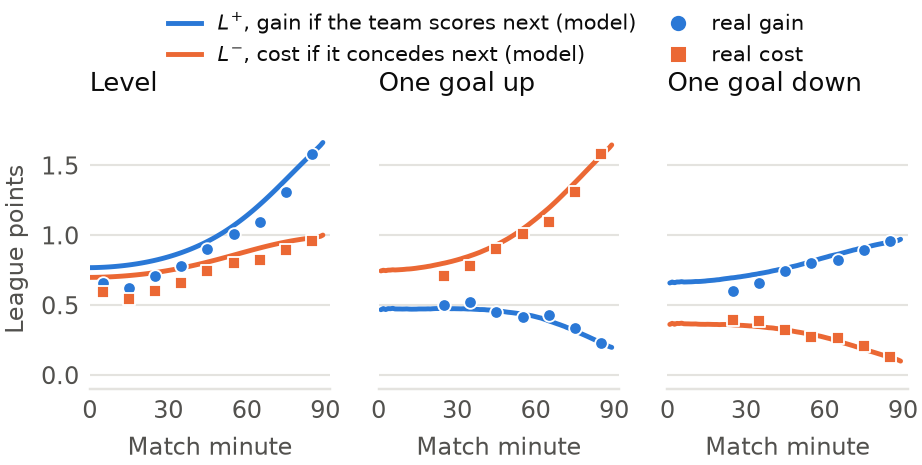 L⁺, gain if the team scores next (model)
L⁻, cost if it concedes next (model)
real gain
real cost
Level
One goal up
One goal down
League points
1.5
1.0
0.5
0.0
0 30 60 90
0 30 60 90
0 30 60 90
Match minute
Match minute
Match minute